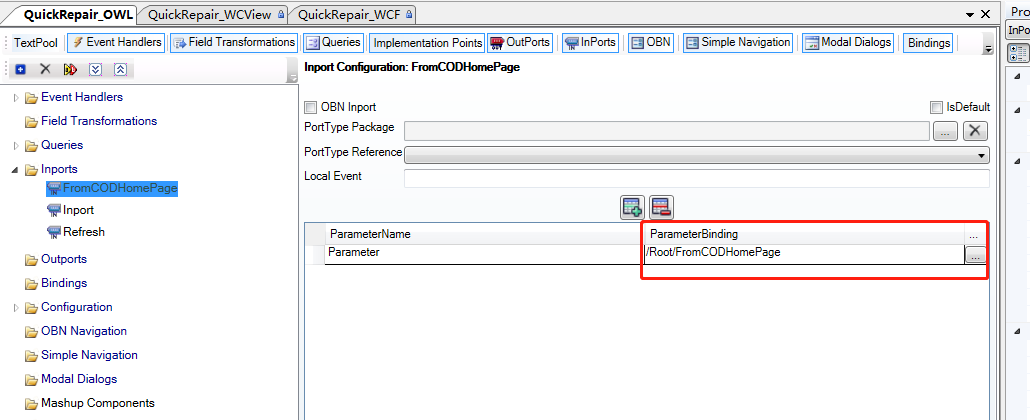 QuickRepair_OWL QuickRepair_WCView QuickRepair_WCF
TextPool Event Handlers Field Transformations Queries Implementation Points OutPorts InPorts OBN Simple Navigation Modal Dialogs Bindings
Inport Configuration: FromCODHomePage
Event Handlers
Field Transformations
Queries
Inports
FromCODHomePage
Inport
Refresh
Outports
Bindings
Configuration
OBN Navigation
Simple Navigation
Modal Dialogs
Mashup Components
OBN Inport IsDefault
PortType Package ...
PortType Reference
Local Event
ParameterName ParameterBinding ...
Parameter /Root/FromCODHomePage ...
Pro
InPo